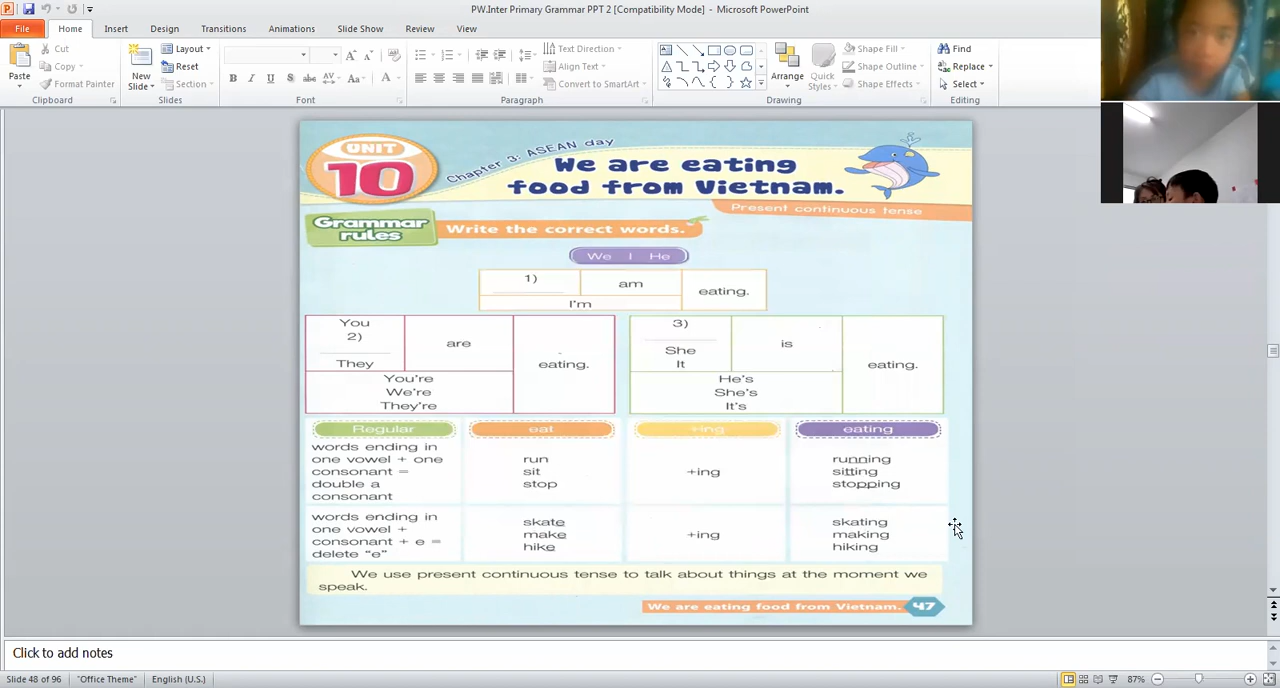 PW.Inter Primary Grammar PPT 2 [Compatibility Mode] - Microsoft PowerPoint
File Home Insert Design Transitions Animations Slide Show Review View
Paste
Cut
Copy
Format Painter
Clipboard
New Slide
Layout
Reset
Section
Slides
B I U S abc AV Aa A
Font
Text Direction
Align Text
Convert to SmartArt
Paragraph
Arrange
Quick Styles
Shape Fill
Shape Outline
Shape Effects
Drawing
Find
Replace
Select
Editing
UNIT
10
Chapter 3: ASEAN day
We are eating
food from Vietnam.
Present continuous tense
Grammar
rules
Write the correct words.
We I He
1)
am
eating.
I'm
You
2)
They
are
eating.
You're
We're
They're
3)
She
It
is
eating.
He's
She's
It's
Regular eat +ing eating
words ending in
one vowel + one
consonant =
double a
consonant
run
sit
stop
+ing
running
sitting
stopping
words ending in
one vowel +
consonant + e =
delete "e"
skate
make
hike
+ing
skating
making
hiking
We use present continuous tense to talk about things at the moment we
speak.
We are eating food from Vietnam. 47
Click to add notes
Slide 48 of 96 "Office Theme" English (U.S.) 87%